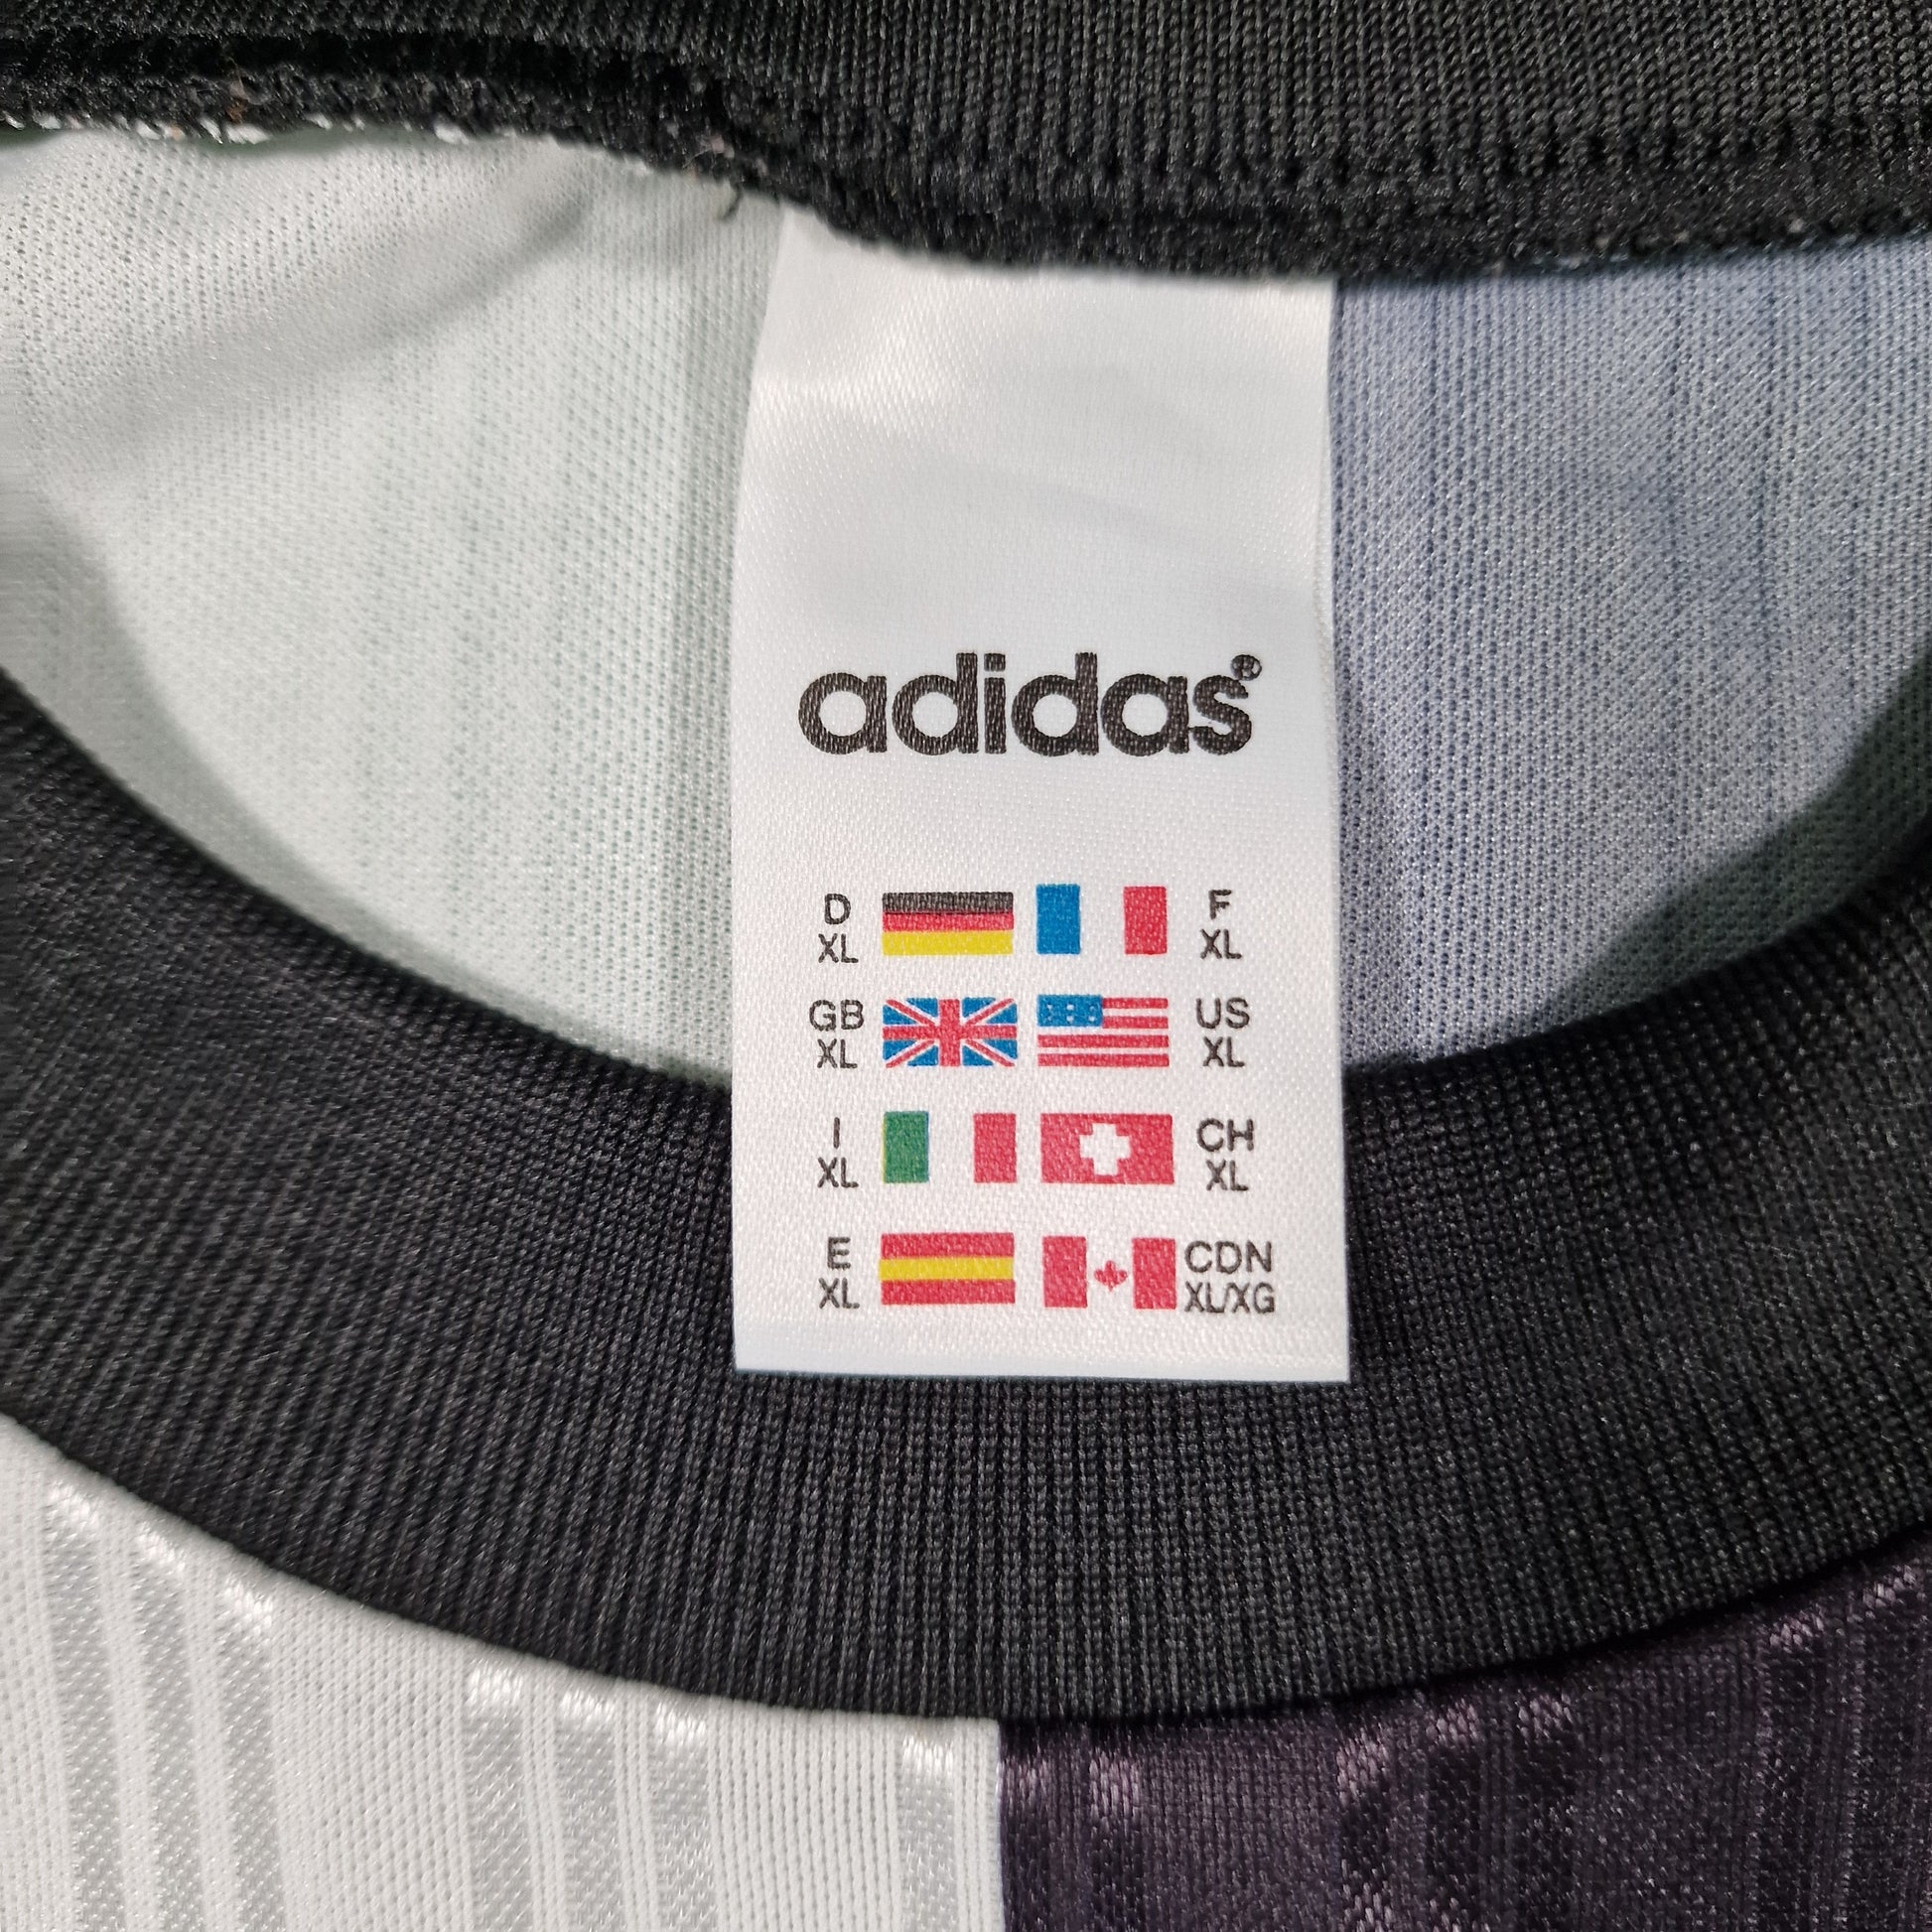 adidas®
D F
XL XL
GB US
XL XL
I CH
XL XL
E CDN
XL XL/XG